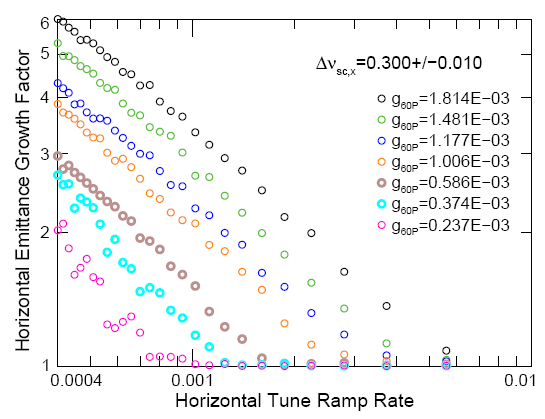 Horizontal Emittance Growth Factor
6
5
4
3
2
1
Δν_sc,x=0.300+/−0.010
g_60P=1.814E−03
g_60P=1.481E−03
g_60P=1.177E−03
g_60P=1.006E−03
g_60P=0.586E−03
g_60P=0.374E−03
g_60P=0.237E−03
0.0004 0.001 0.01
Horizontal Tune Ramp Rate